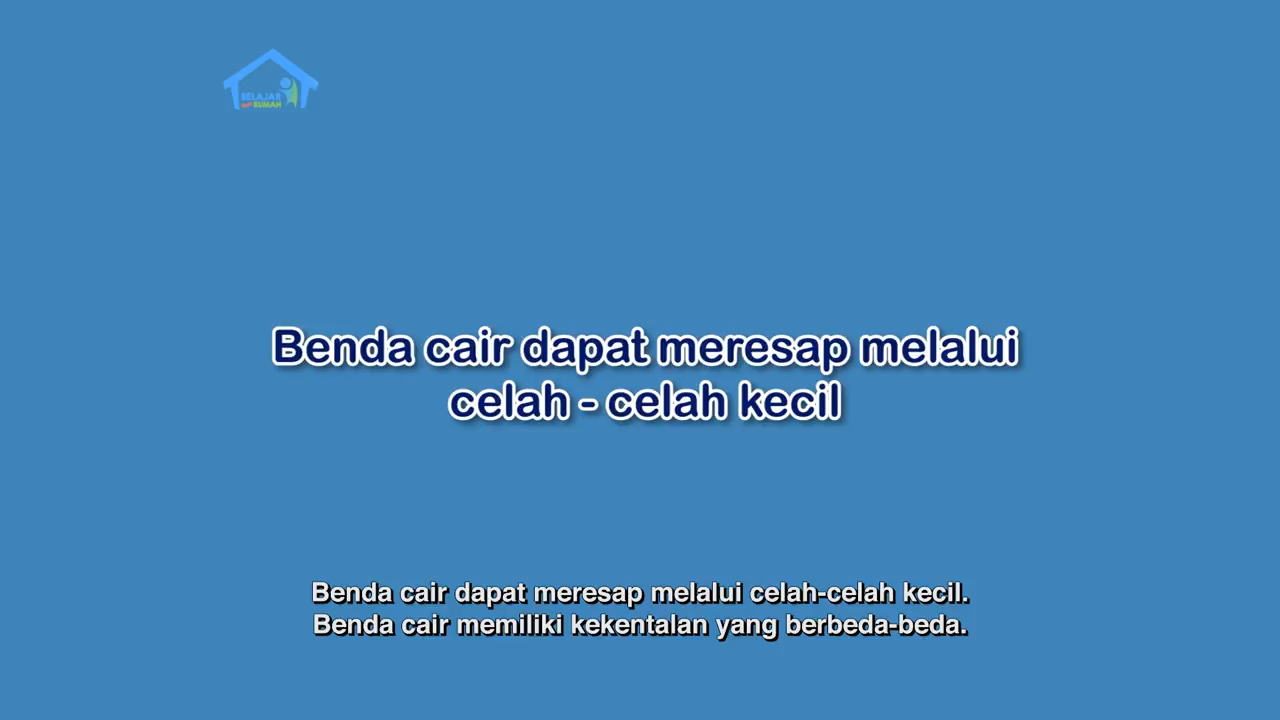 BELAJAR
dari RUMAH
Benda cair dapat meresap melalui
celah - celah kecil
Benda cair dapat meresap melalui celah-celah kecil.
Benda cair memiliki kekentalan yang berbeda-beda.